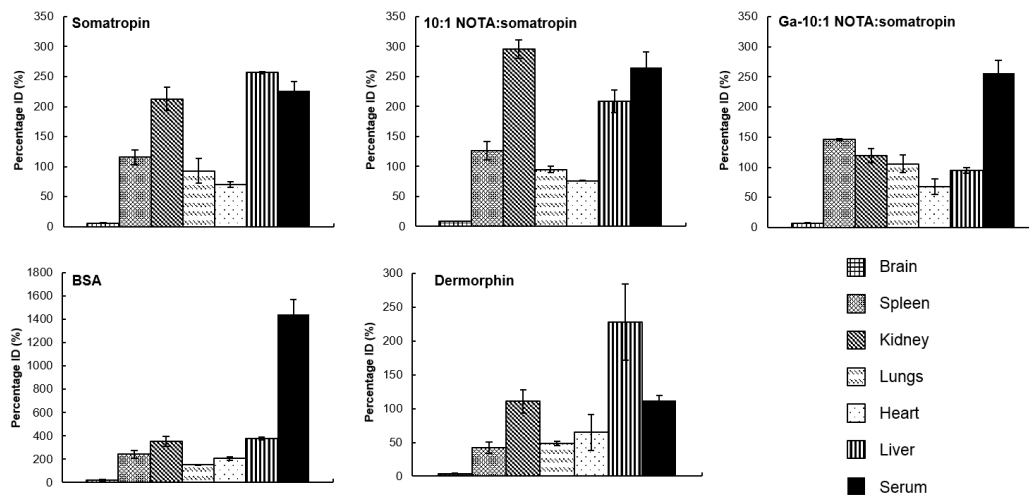 Somatropin
Percentage ID (%)
350
300
250
200
150
100
50
0
10:1 NOTA:somatropin
Percentage ID (%)
350
300
250
200
150
100
50
0
Ga-10:1 NOTA:somatropin
Percentage ID (%)
350
300
250
200
150
100
50
0
BSA
Percentage ID (%)
1800
1600
1400
1200
1000
800
600
400
200
0
Dermorphin
Percentage ID (%)
300
250
200
150
100
50
0
Brain
Spleen
Kidney
Lungs
Heart
Liver
Serum